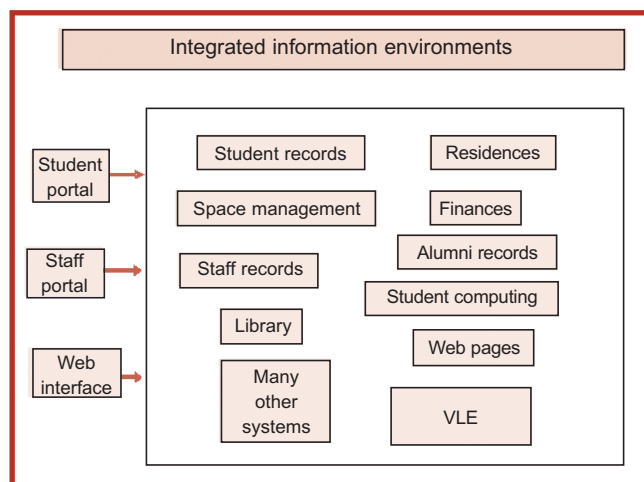 Integrated information environments
Student
portal
Student records
Residences
Space management
Finances
Staff
portal
Staff records
Alumni records
Student computing
Library
Web pages
Web
interface
Many
other
systems
VLE